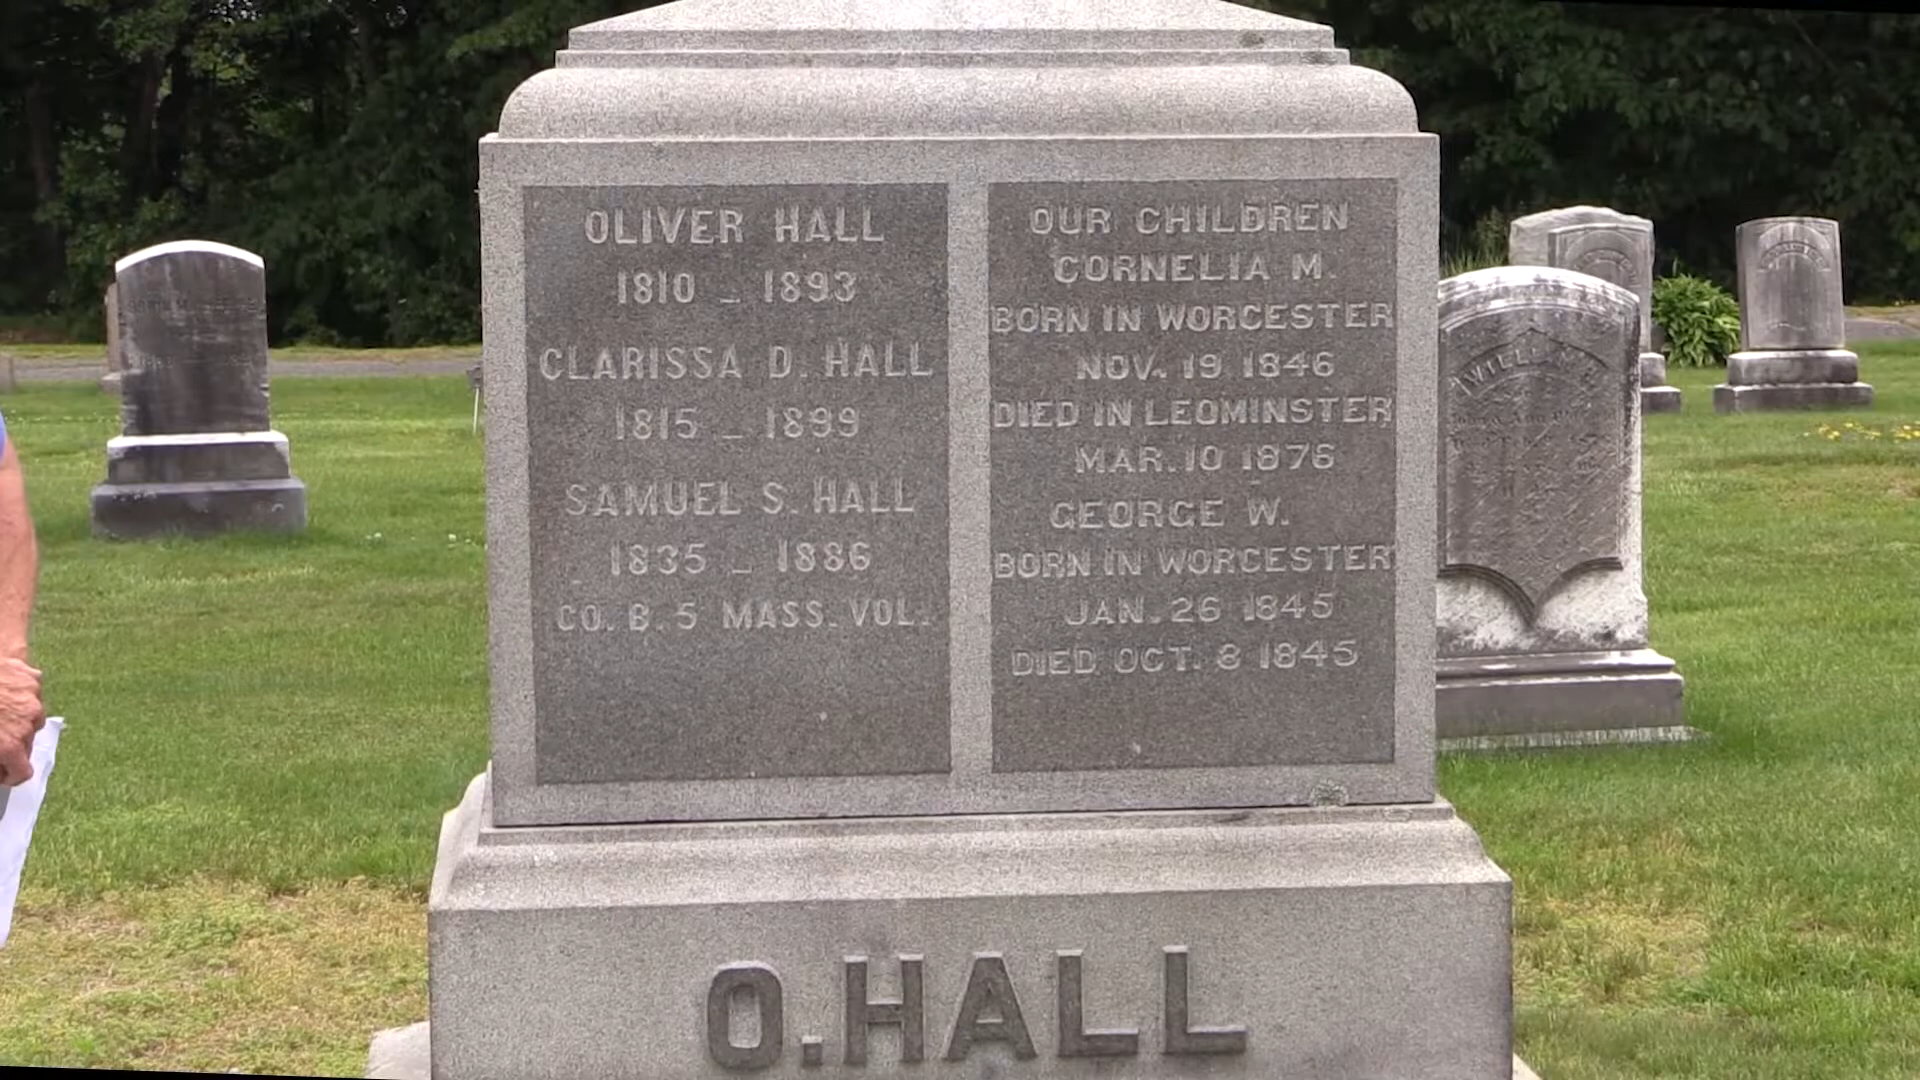 OLIVER HALL
1810 – 1893
CLARISSA D. HALL
1815 – 1899
SAMUEL S. HALL
1835 – 1886
CO. B. 5 MASS. VOL.
OUR CHILDREN
CORNELIA M.
BORN IN WORCESTER
NOV. 19 1846
DIED IN LEOMINSTER
MAR. 10 1876
GEORGE W.
BORN IN WORCESTER
JAN. 26 1845
DIED OCT. 8 1845
O. HALL